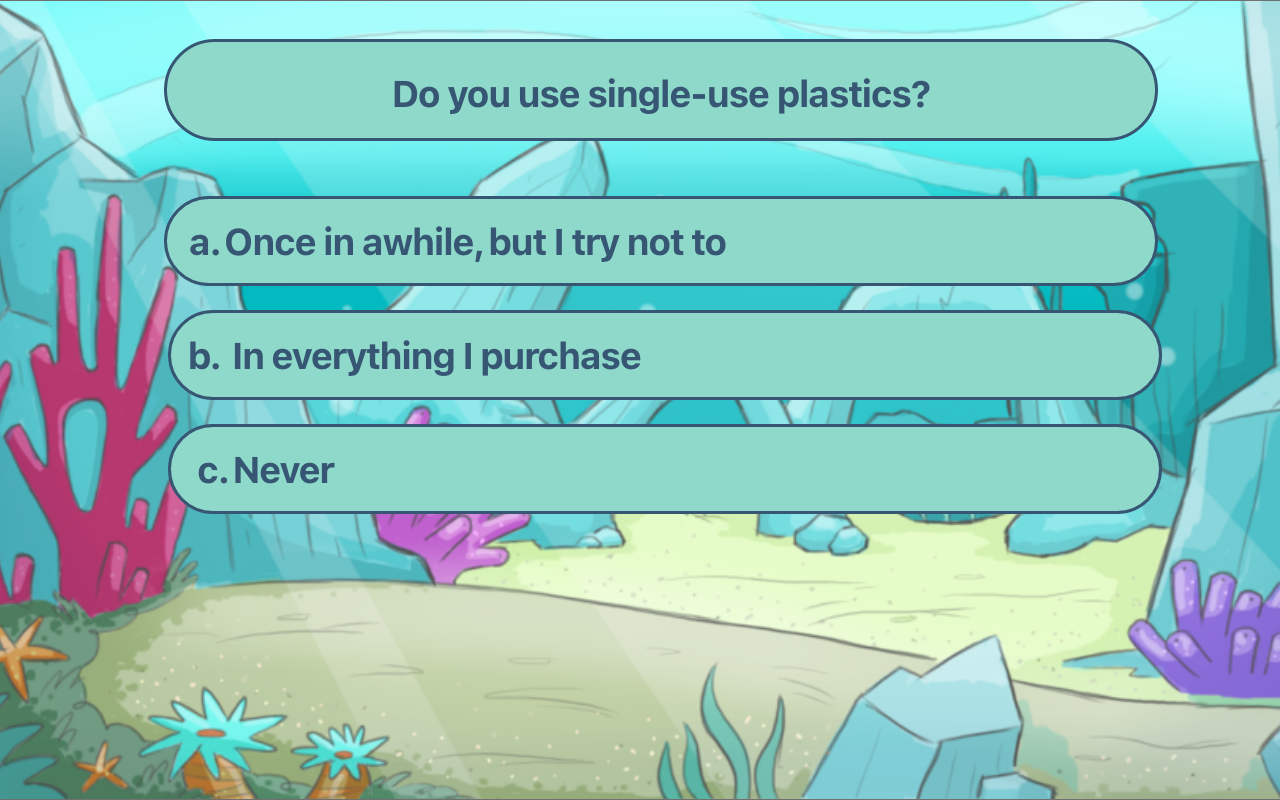 Do you use single-use plastics?
a. Once in awhile, but I try not to
b. In everything I purchase
c. Never